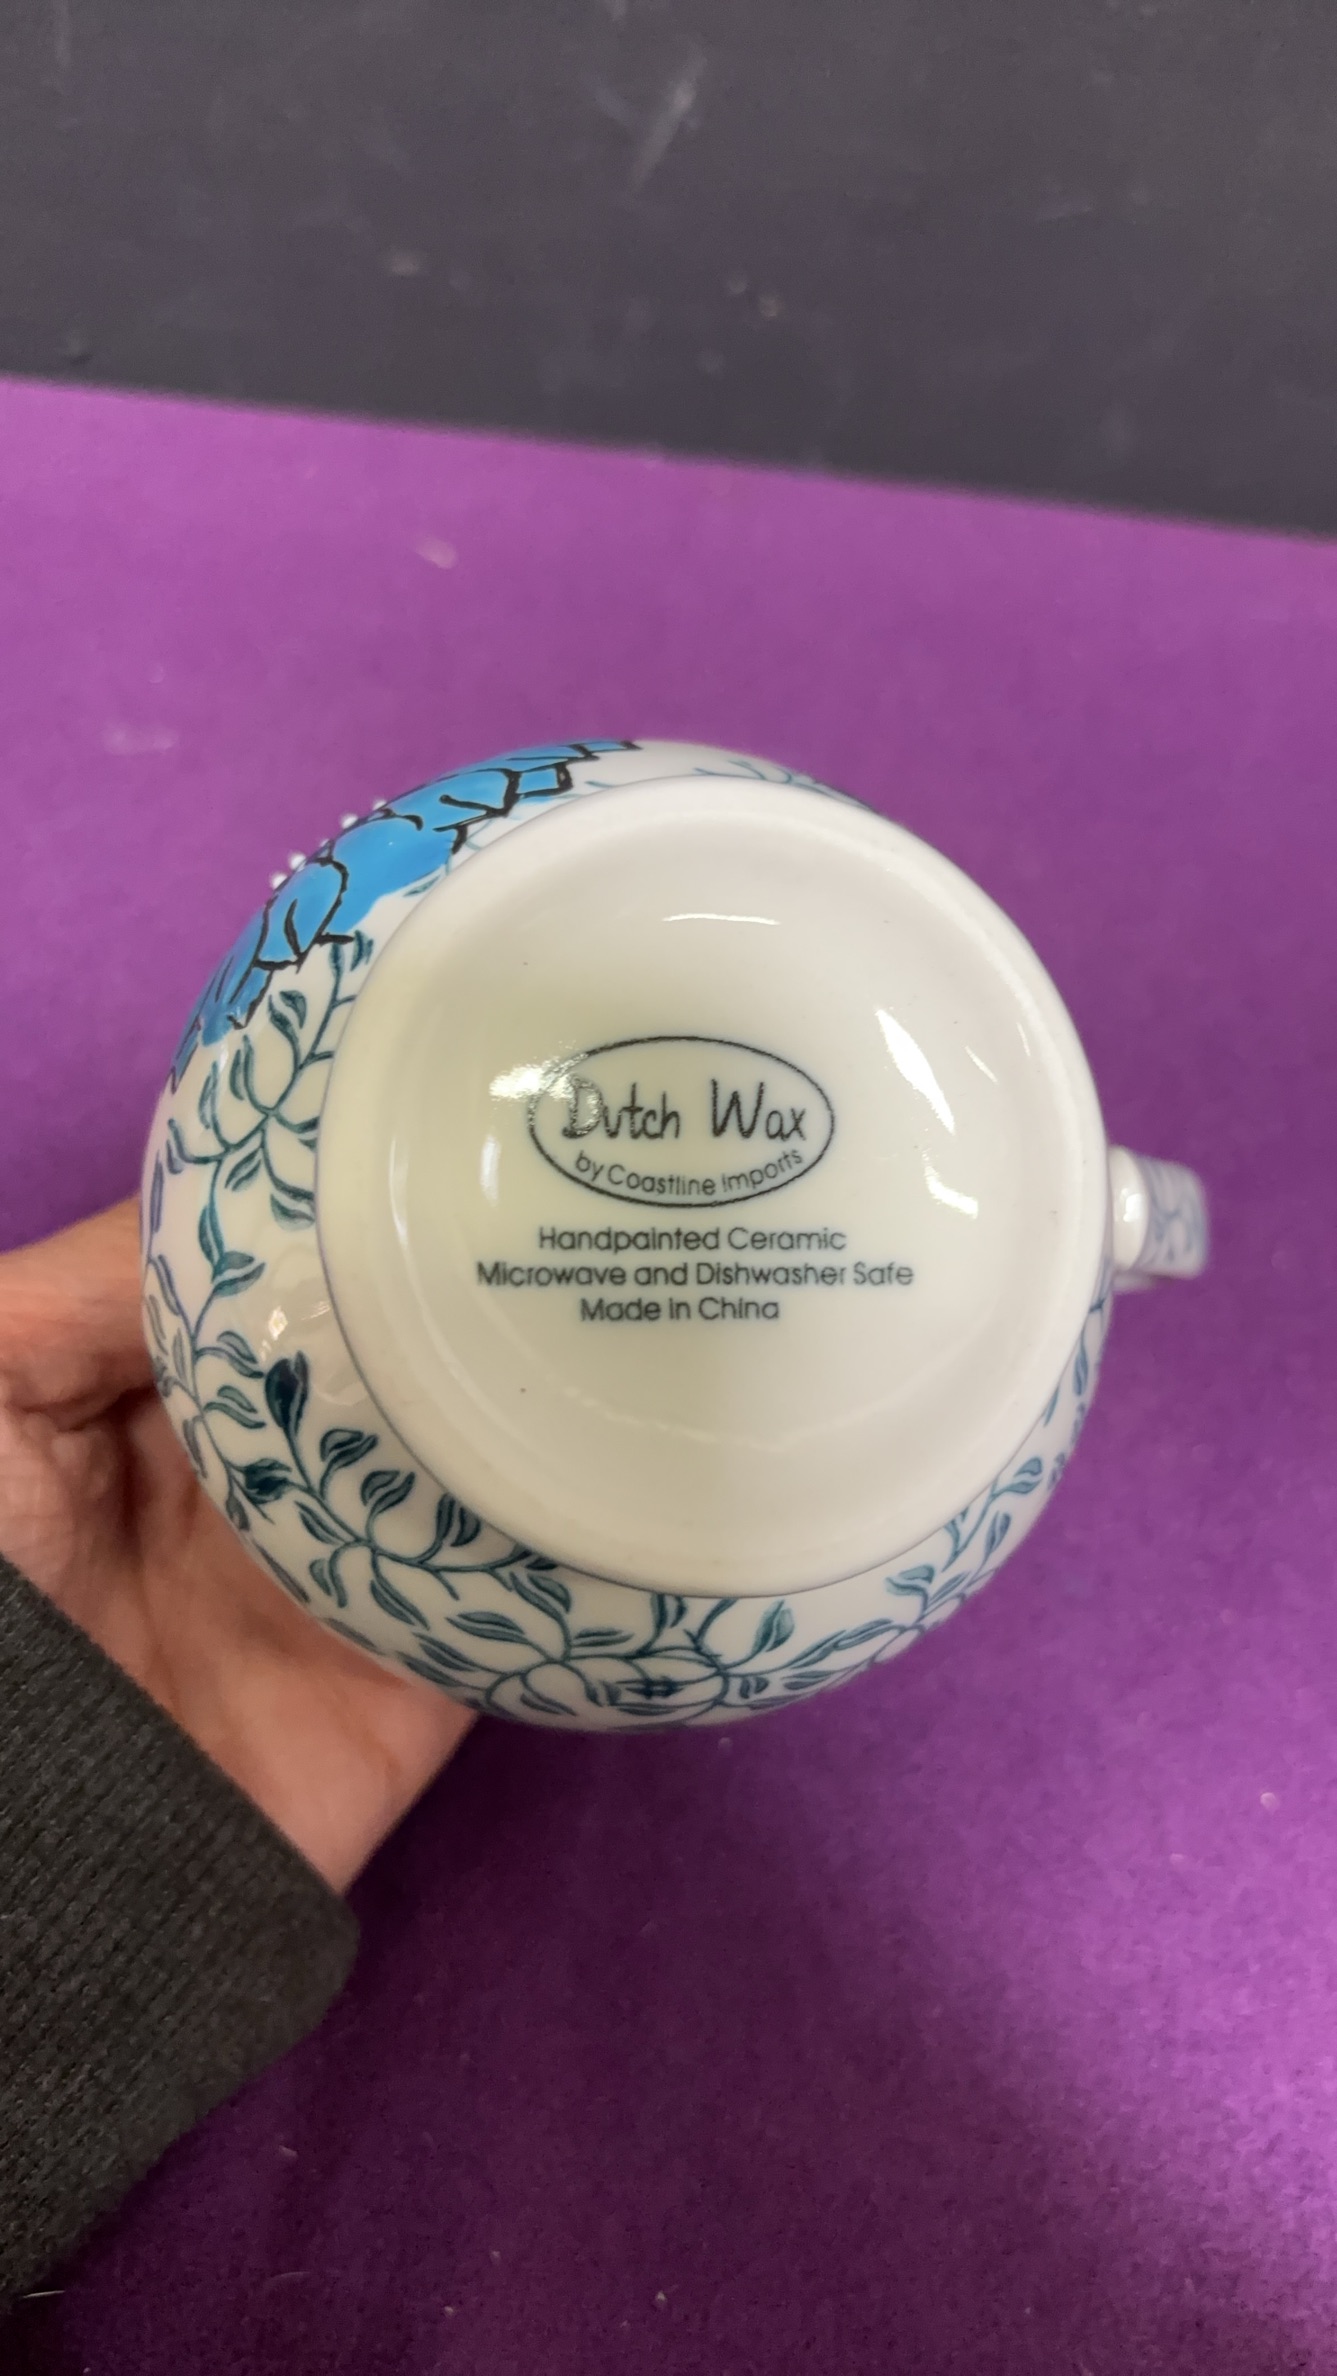 Dutch Wax
by Coastline Imports
Handpainted Ceramic
Microwave and Dishwasher Safe
Made in China